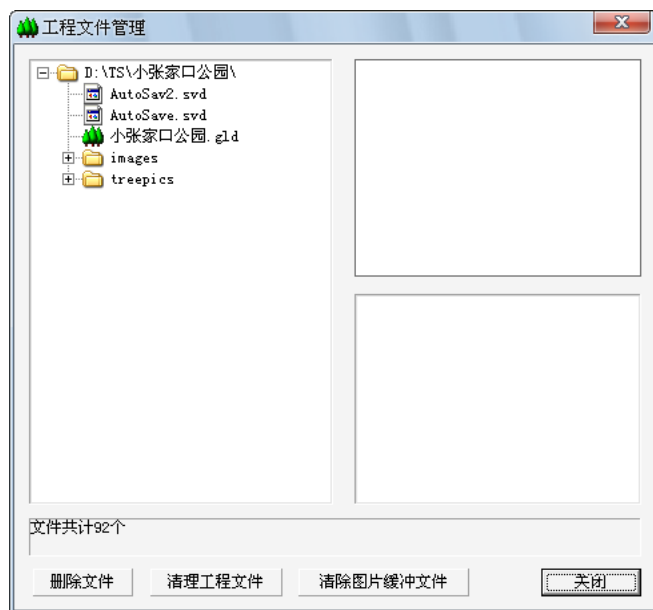 工程文件管理
D:\TS\小张家口公园\
AutoSav2.svd
AutoSave.svd
小张家口公园.gld
images
treepics
文件共计92个
删除文件 清理工程文件 清除图片缓冲文件 关闭